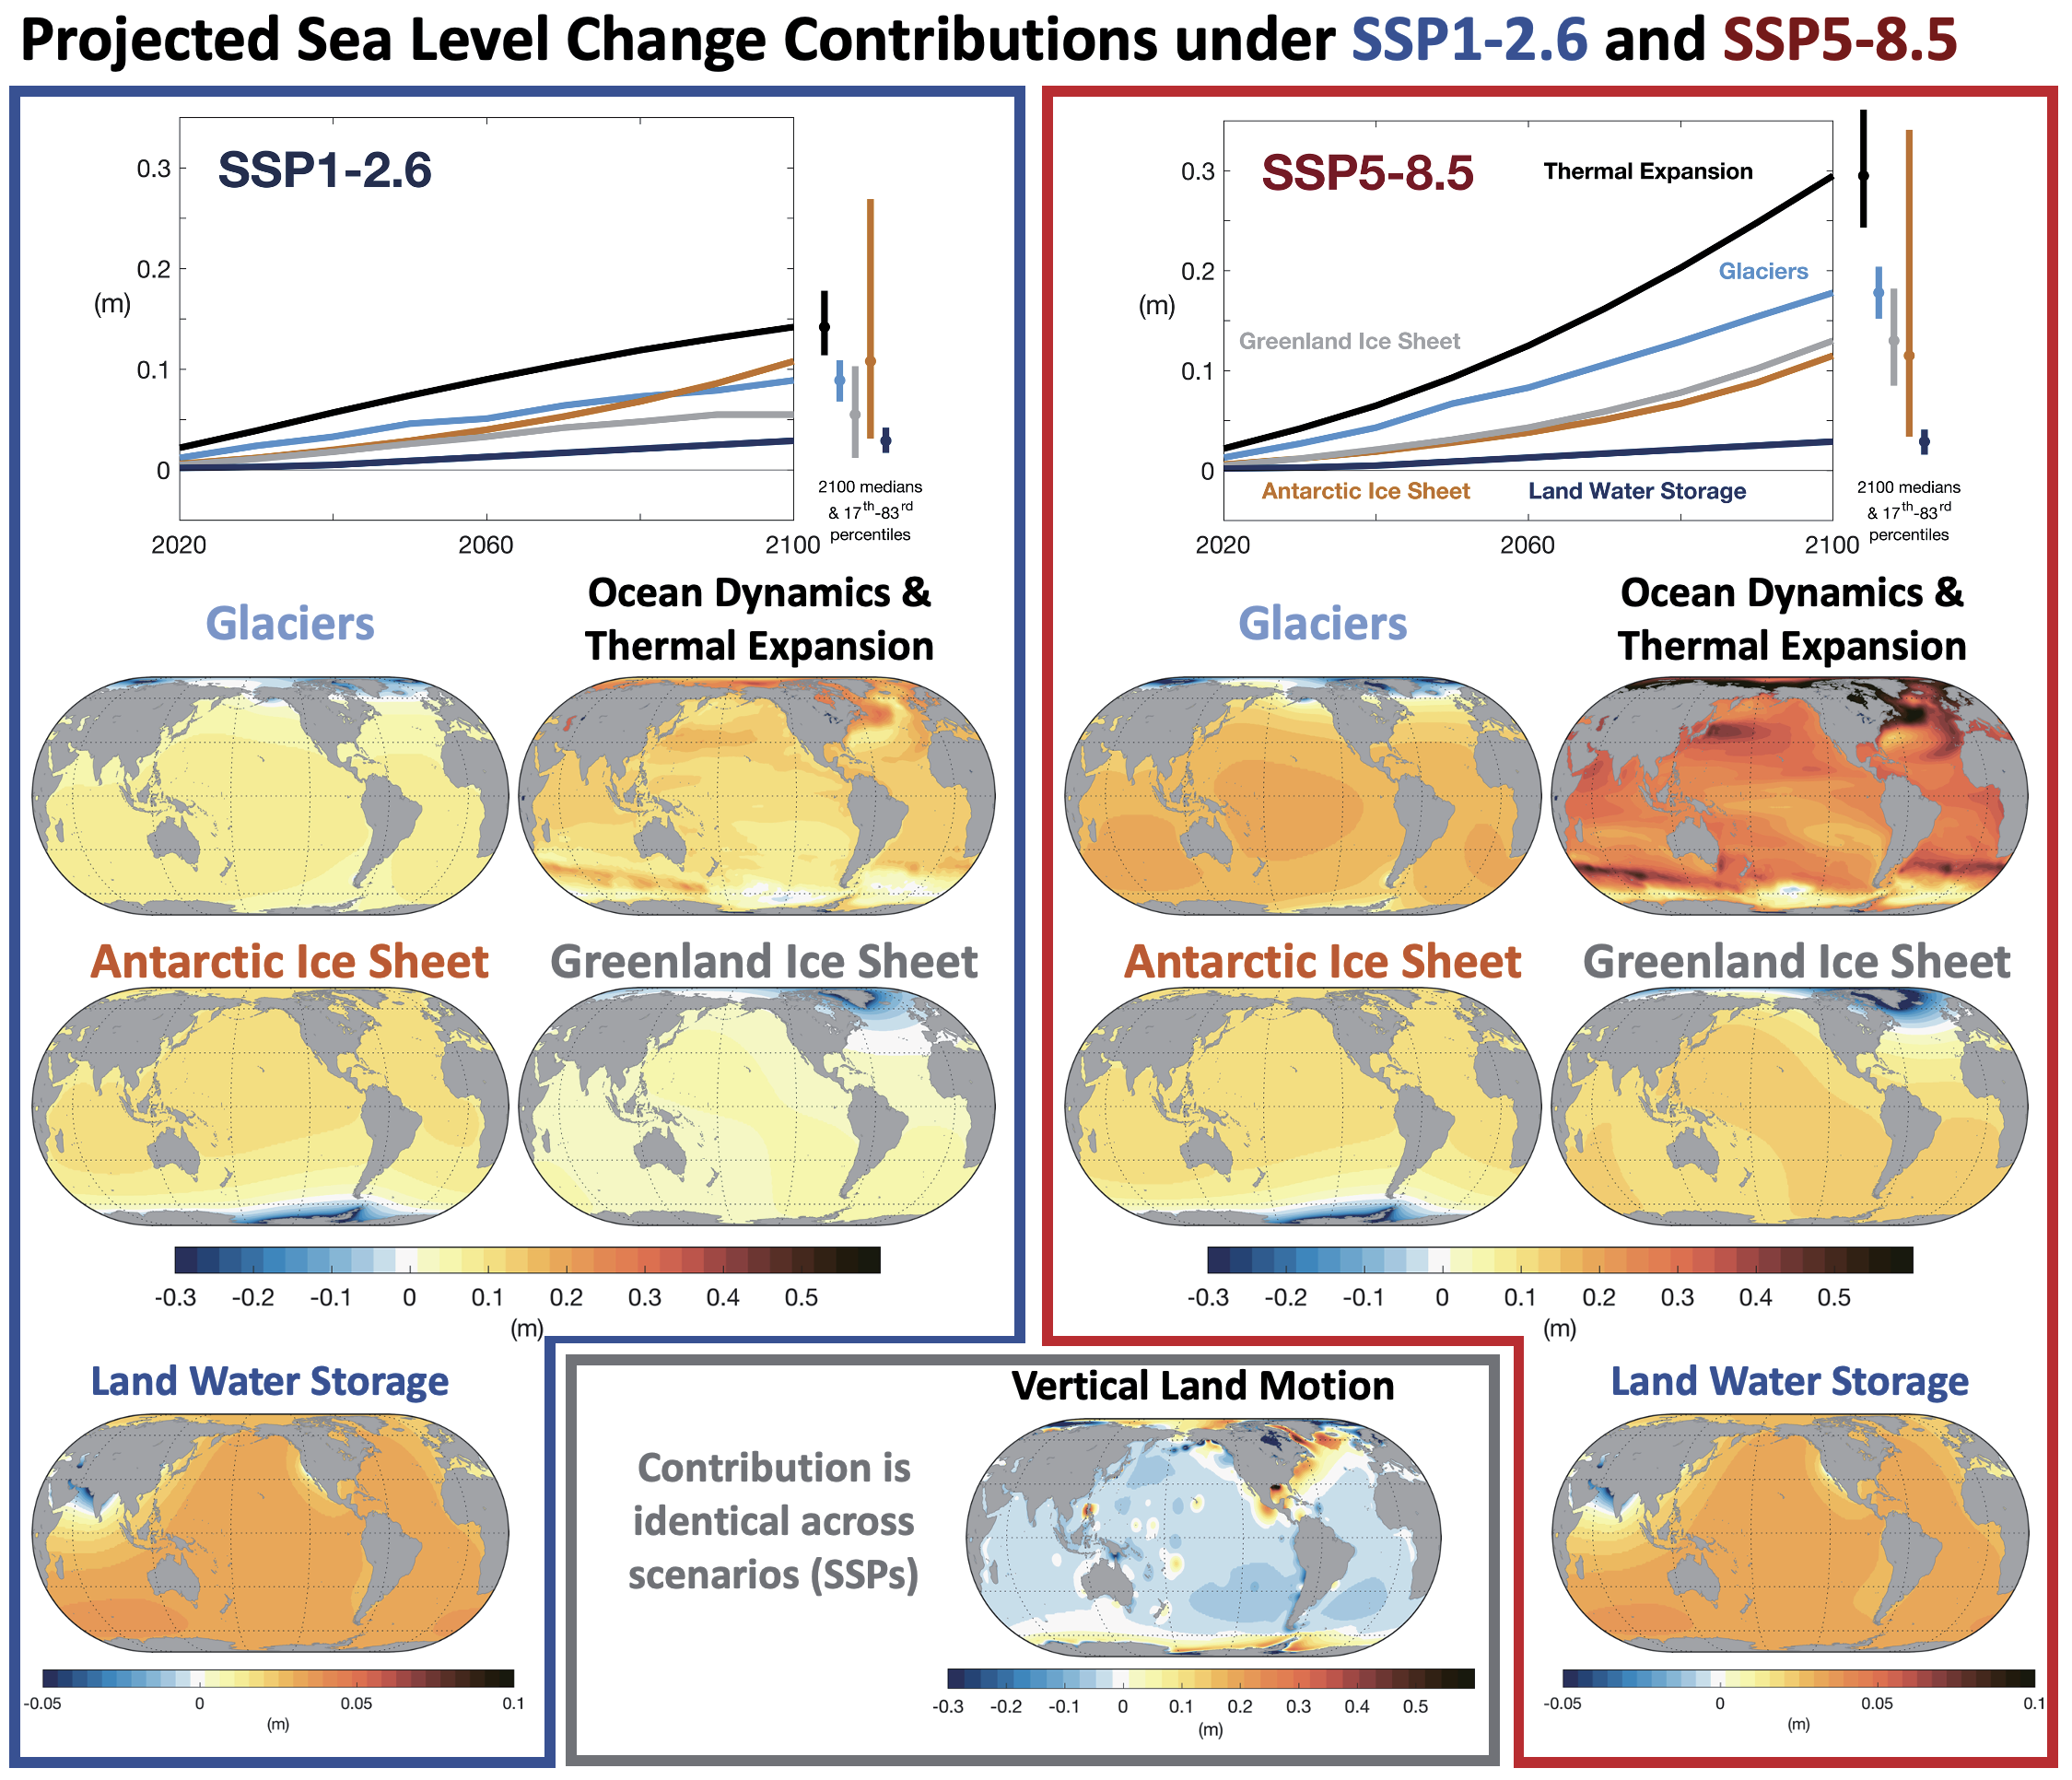 Projected Sea Level Change Contributions under SSP1-2.6 and SSP5-8.5
SSP1-2.6
0.3
0.2
(m)
0.1
0
2020
2060
2100
2100 medians
& 17th-83rd
percentiles
Glaciers
Ocean Dynamics &
Thermal Expansion
Antarctic Ice Sheet
Greenland Ice Sheet
-0.3 -0.2 -0.1 0 0.1 0.2 0.3 0.4 0.5
(m)
Land Water Storage
-0.05 0 0.05 0.1
(m)
SSP5-8.5
Thermal Expansion
0.3
0.2
Glaciers
(m)
Greenland Ice Sheet
0.1
0
Antarctic Ice Sheet
Land Water Storage
2020
2060
2100
2100 medians
& 17th-83rd
percentiles
Glaciers
Ocean Dynamics &
Thermal Expansion
Antarctic Ice Sheet
Greenland Ice Sheet
-0.3 -0.2 -0.1 0 0.1 0.2 0.3 0.4 0.5
(m)
Land Water Storage
-0.05 0 0.05 0.1
(m)
Vertical Land Motion
Contribution is
identical across
scenarios (SSPs)
-0.3 -0.2 -0.1 0 0.1 0.2 0.3 0.4 0.5
(m)